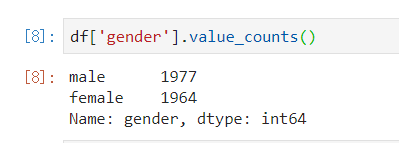 [8]: df['gender'].value_counts()
[8]: male 1977
female 1964
Name: gender, dtype: int64